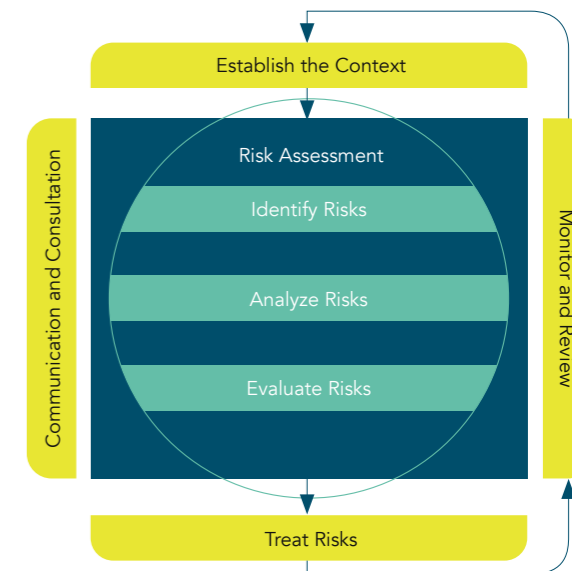 Establish the Context
Communication and Consultation
Risk Assessment
Identify Risks
Analyze Risks
Evaluate Risks
Monitor and Review
Treat Risks